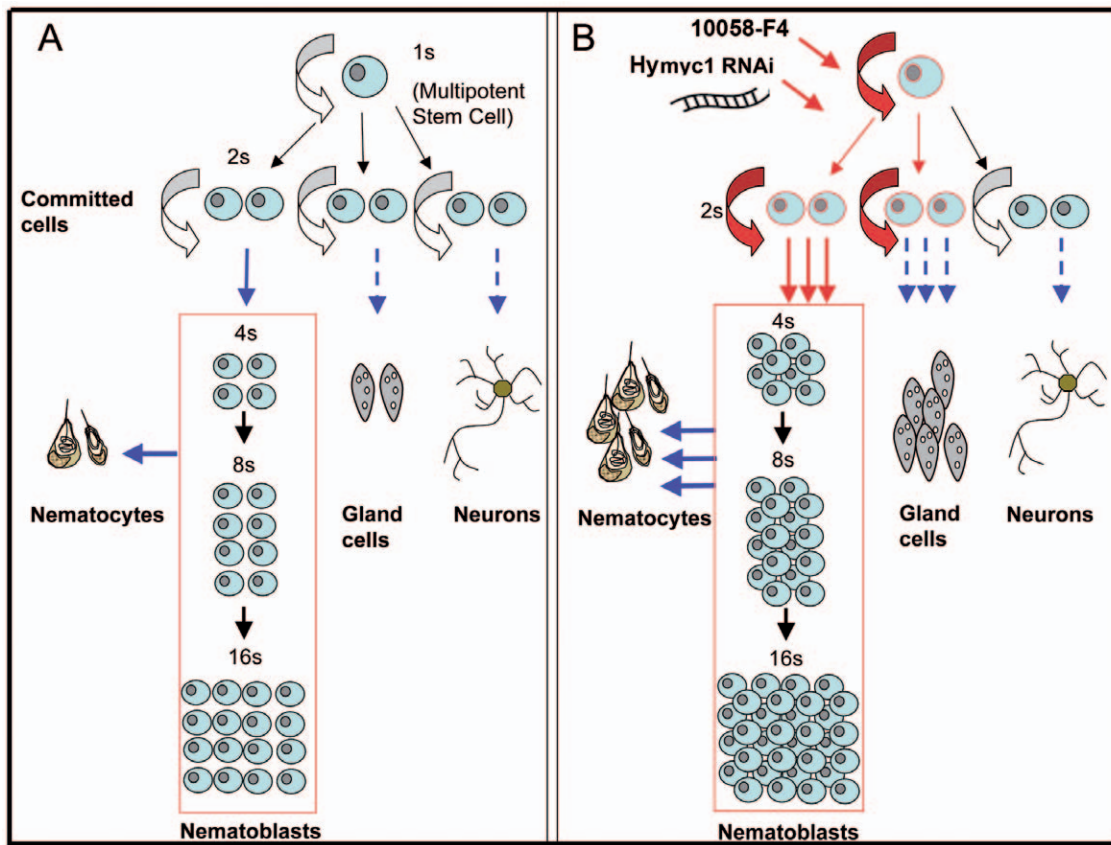 A
1s
(Multipotent
Stem Cell)
2s
Committed
cells
4s
8s
Nematocytes
Gland
cells
Neurons
16s
Nematoblasts
B
10058-F4
Hymyc1 RNAi
2s
4s
8s
Nematocytes
Gland
cells
Neurons
16s
Nematoblasts